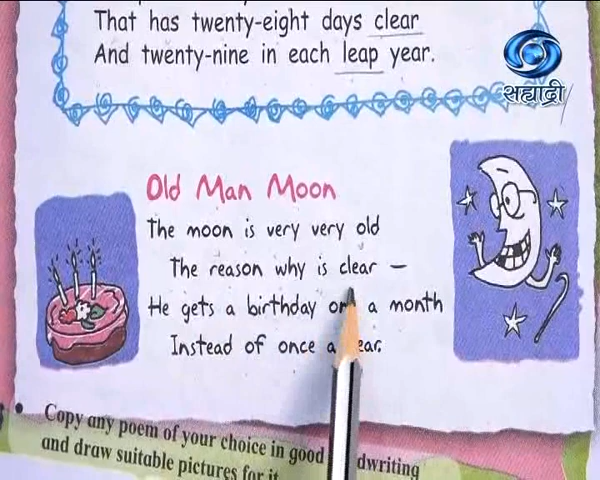 That has twenty-eight days clear
And twenty-nine in each leap year.
सह्याद्री
Old Man Moon
The moon is very very old
The reason why is clear –
He gets a birthday a month
Instead of once
• Copy any poem of your choice in good
and draw suitable pictures for it